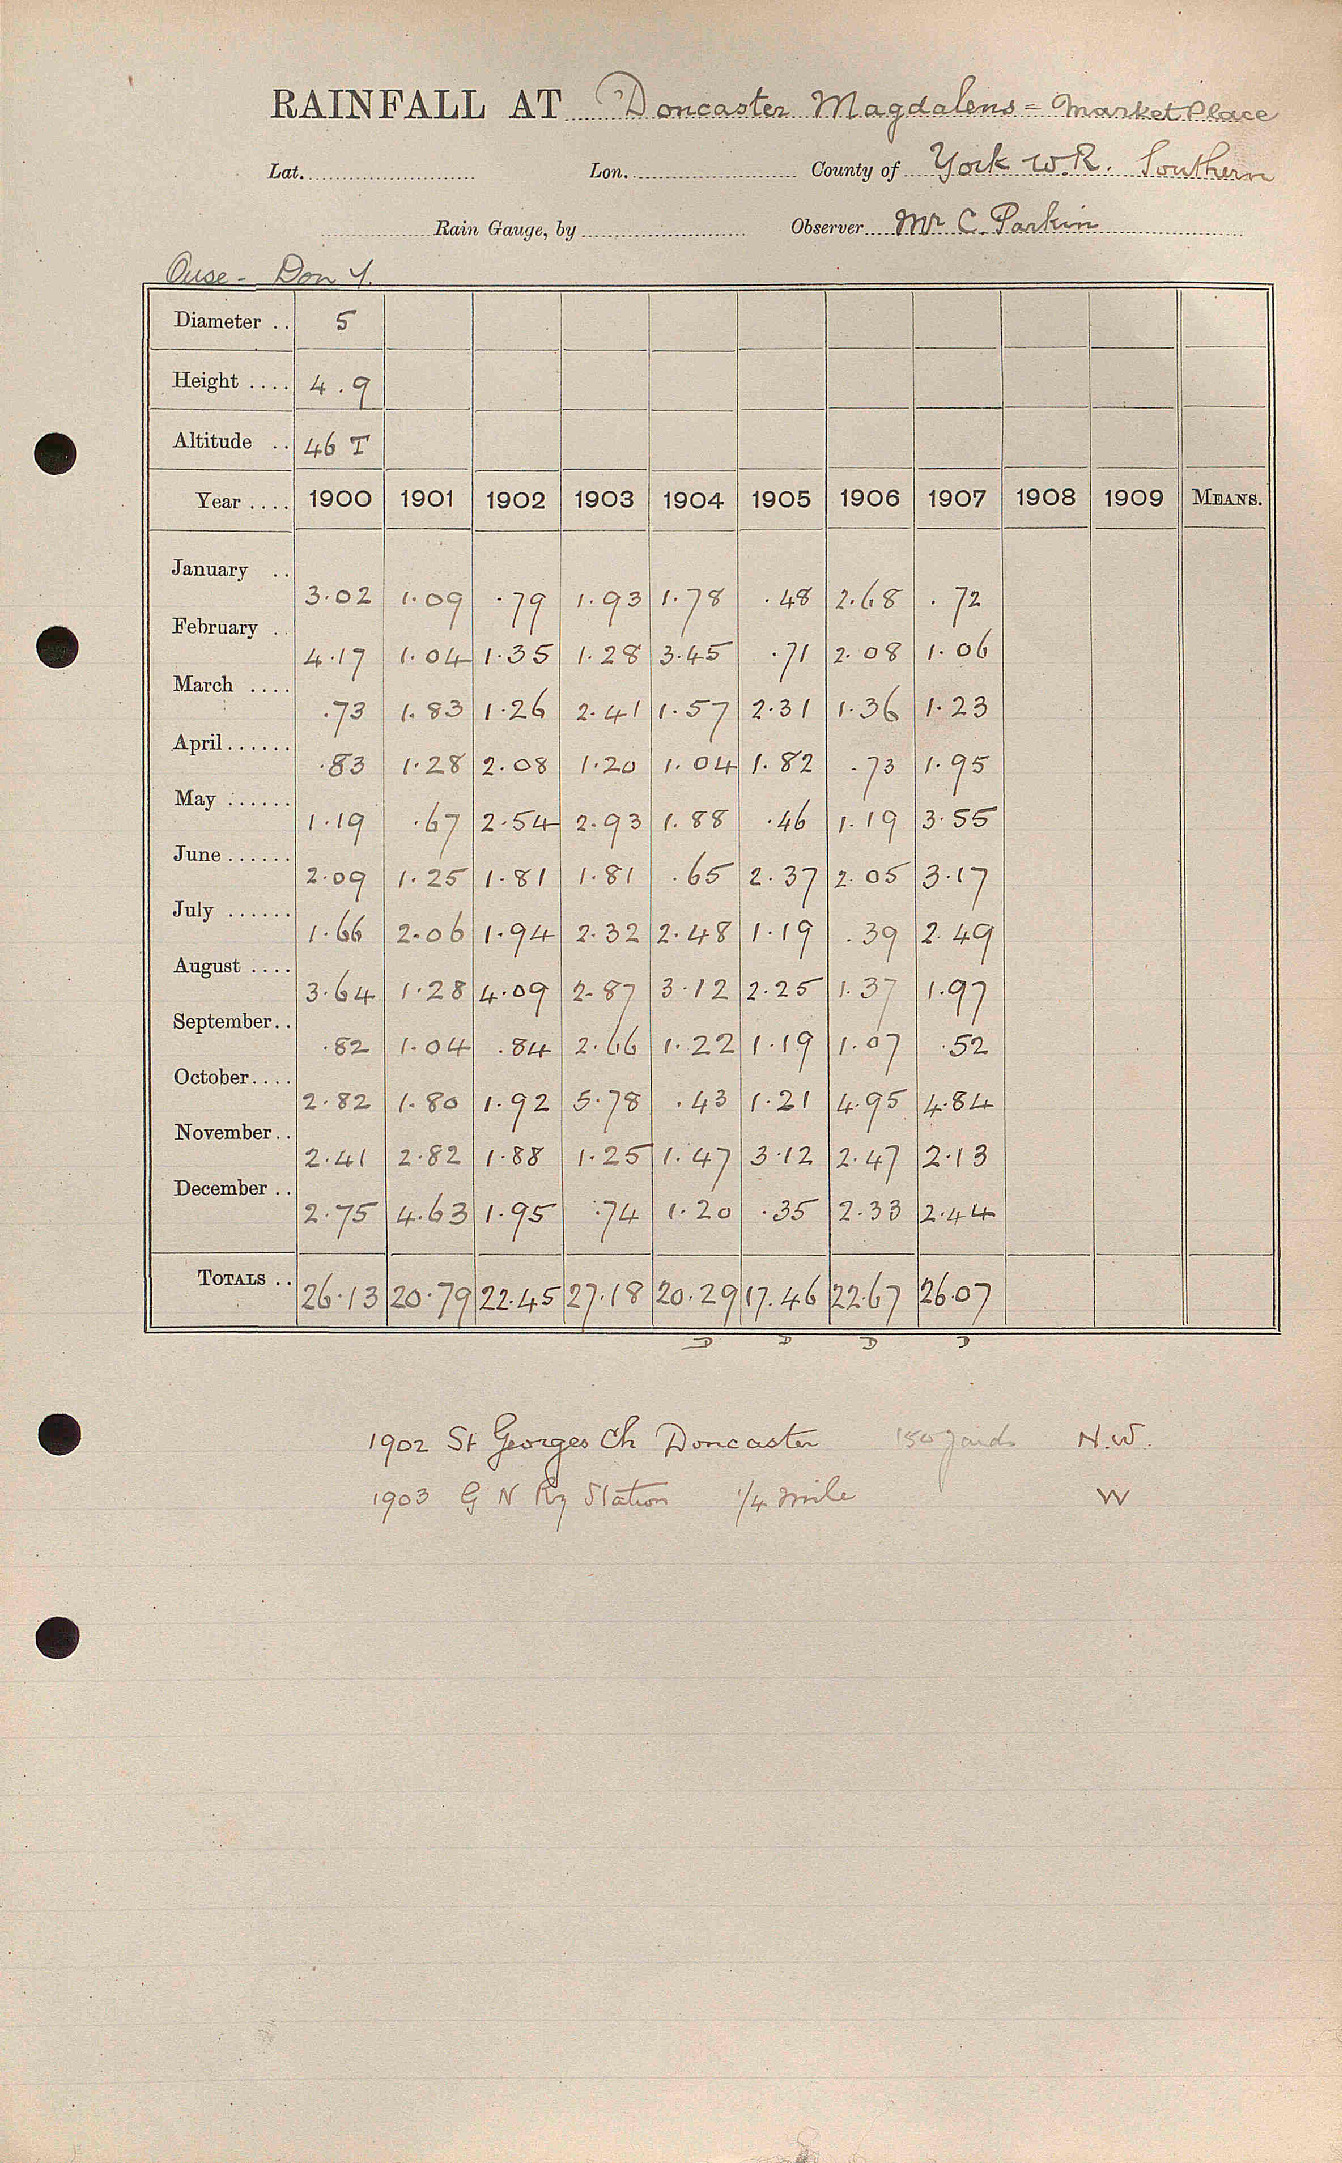 RAINFALL AT Doncaster Magdalens = Market Place
Lat. Lon. County of York W.R. Southern
Rain Gauge, by Observer Mr C. Parkin
Ouse - Don Y.
Diameter .. 5
Height .... 4.9
Altitude .. 46 T
Year .... 1900 1901 1902 1903 1904 1905 1906 1907 1908 1909 MEANS.
January .. 3.02 1.09 .79 1.93 1.78 .48 2.68 .72
February . 4.17 1.04 1.35 1.28 3.45 .71 2.08 1.06
March .... .73 1.83 1.26 2.41 1.57 2.31 1.36 1.23
April...... .83 1.28 2.08 1.20 1.04 1.82 .73 1.95
May ...... 1.19 .67 2.54 2.93 1.88 .46 1.19 3.55
June...... 2.09 1.25 1.81 1.81 .65 2.37 2.05 3.17
July ...... 1.66 2.06 1.94 2.32 2.48 1.19 .39 2.49
August .... 3.64 1.28 4.09 2.87 3.12 2.25 1.37 1.97
September.. .82 1.04 .84 2.66 1.22 1.19 1.07 .52
October.... 2.82 1.80 1.92 5.78 .43 1.21 4.95 4.84
November.. 2.41 2.82 1.88 1.25 1.47 3.12 2.47 2.13
December .. 2.75 4.63 1.95 .74 1.20 .35 2.33 2.44
TOTALS .. 26.13 20.79 22.45 27.18 20.29 17.46 22.67 26.07
D D D D
1902 St Georges Ch Doncaster 150 yards N.W.
1903 G N Ry Station 1/4 mile W